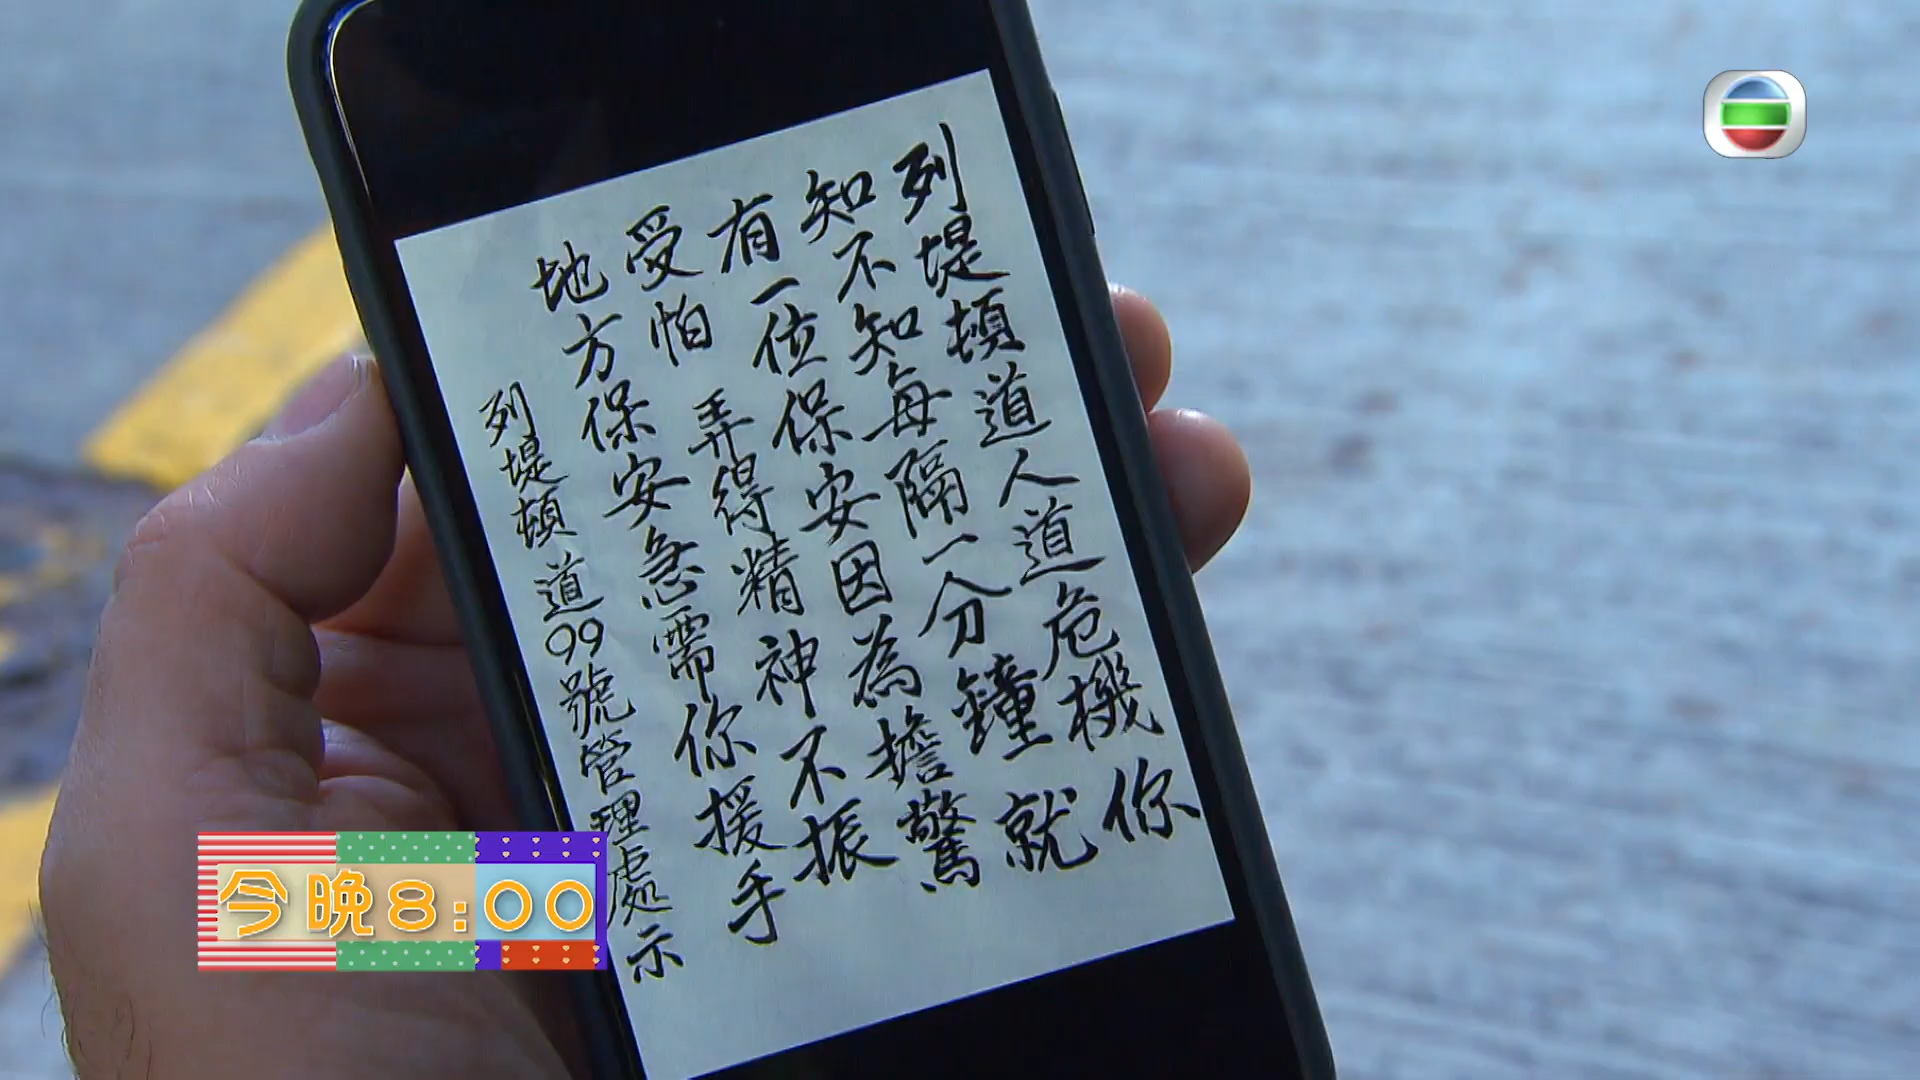 列堤頓道人道危機你
知不知每隔一分鐘就
有一位保安因為擔驚
受怕 弄得精神不振
地方保安急需你援手
列堤頓道99號管理處示
今晚8:00